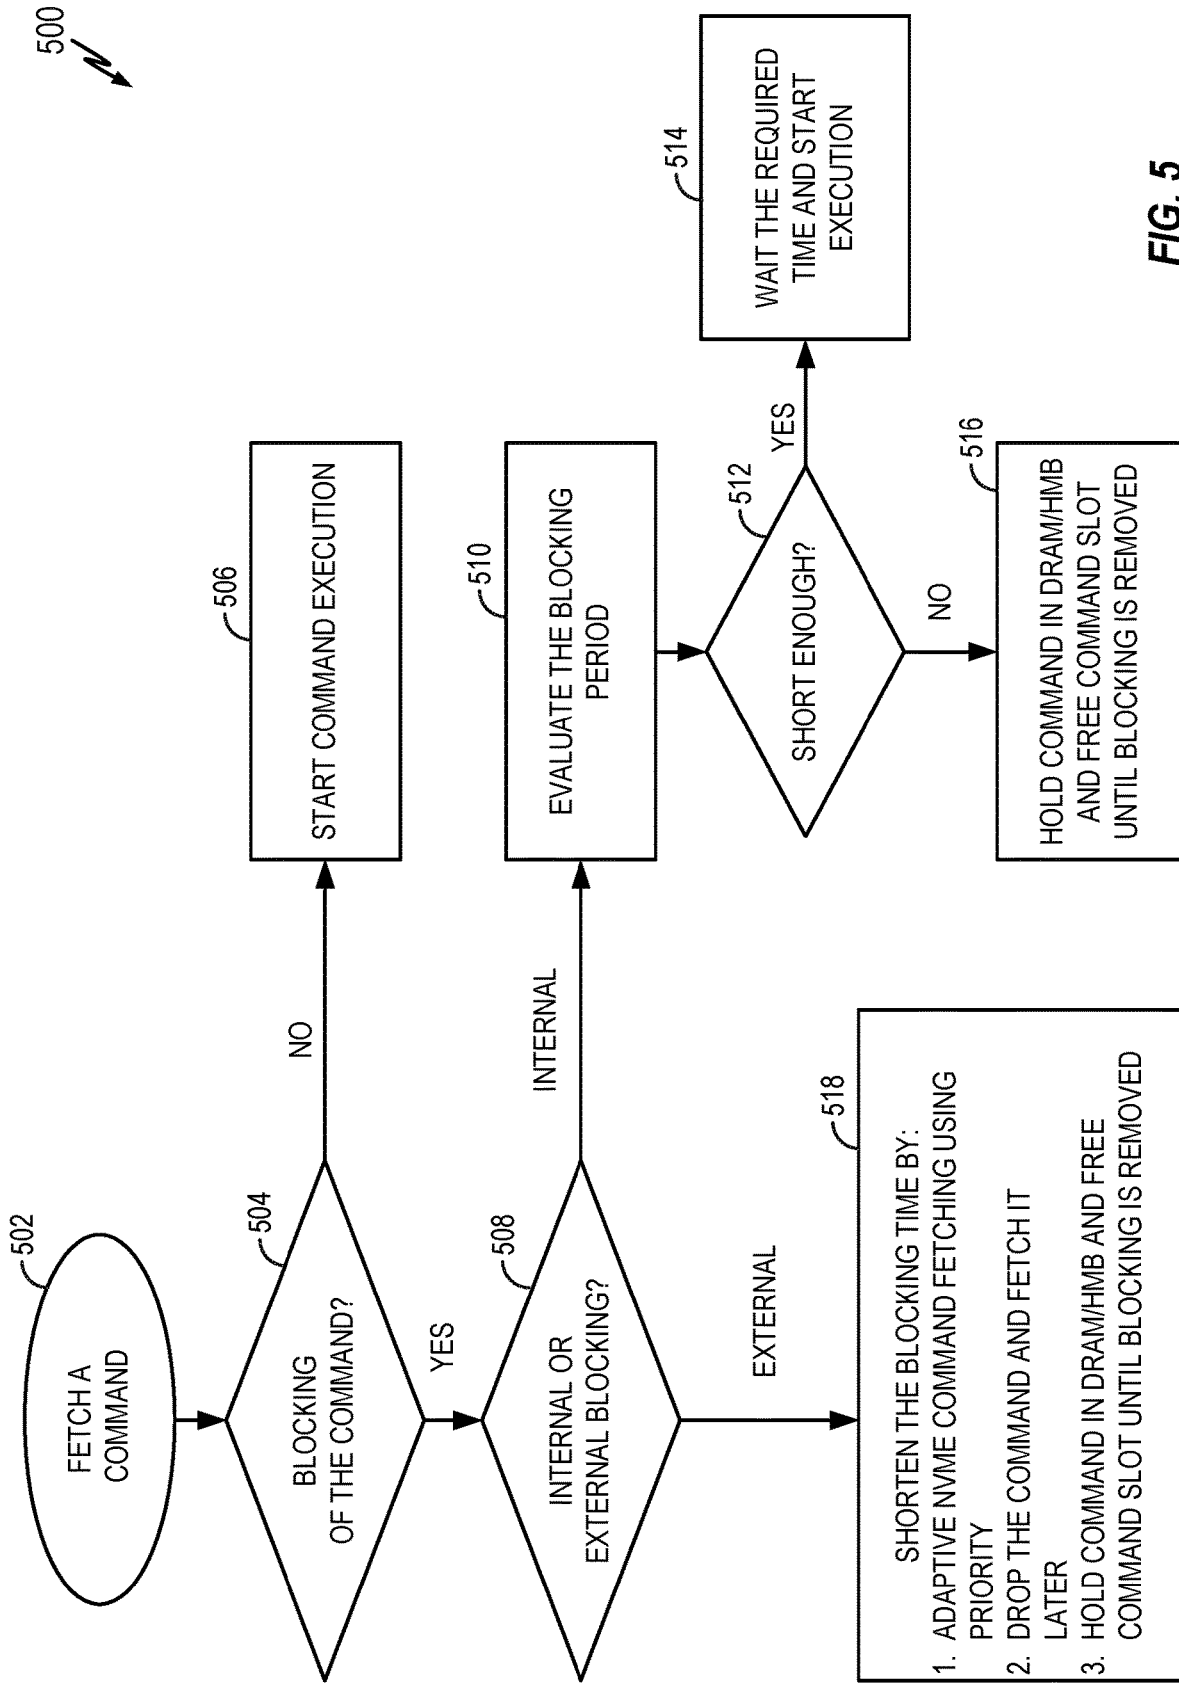 500
FETCH A
COMMAND
502
BLOCKING
OF THE COMMAND?
504
NO
START COMMAND EXECUTION
506
YES
INTERNAL OR
EXTERNAL BLOCKING?
508
INTERNAL
EVALUATE THE BLOCKING
PERIOD
510
SHORT ENOUGH?
512
YES
WAIT THE REQUIRED
TIME AND START
EXECUTION
514
NO
HOLD COMMAND IN DRAM/HMB
AND FREE COMMAND SLOT
UNTIL BLOCKING IS REMOVED
516
EXTERNAL
SHORTEN THE BLOCKING TIME BY:
1. ADAPTIVE NVME COMMAND FETCHING USING
PRIORITY
2. DROP THE COMMAND AND FETCH IT
LATER
3. HOLD COMMAND IN DRAM/HMB AND FREE
COMMAND SLOT UNTIL BLOCKING IS REMOVED
518
FIG. 5